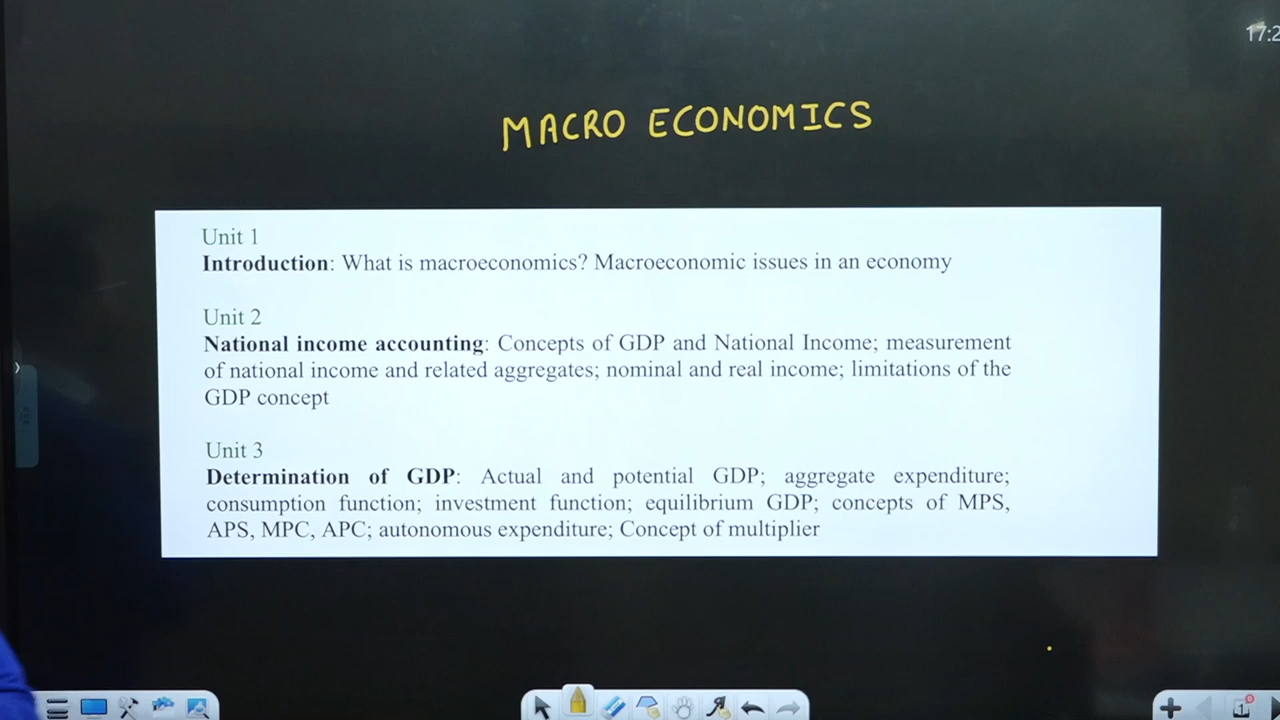 17:2
MACRO ECONOMICS
Unit 1
Introduction: What is macroeconomics? Macroeconomic issues in an economy
Unit 2
National income accounting: Concepts of GDP and National Income; measurement
of national income and related aggregates; nominal and real income; limitations of the
GDP concept
Unit 3
Determination of GDP: Actual and potential GDP; aggregate expenditure;
consumption function; investment function; equilibrium GDP; concepts of MPS,
APS, MPC, APC; autonomous expenditure; Concept of multiplier
1